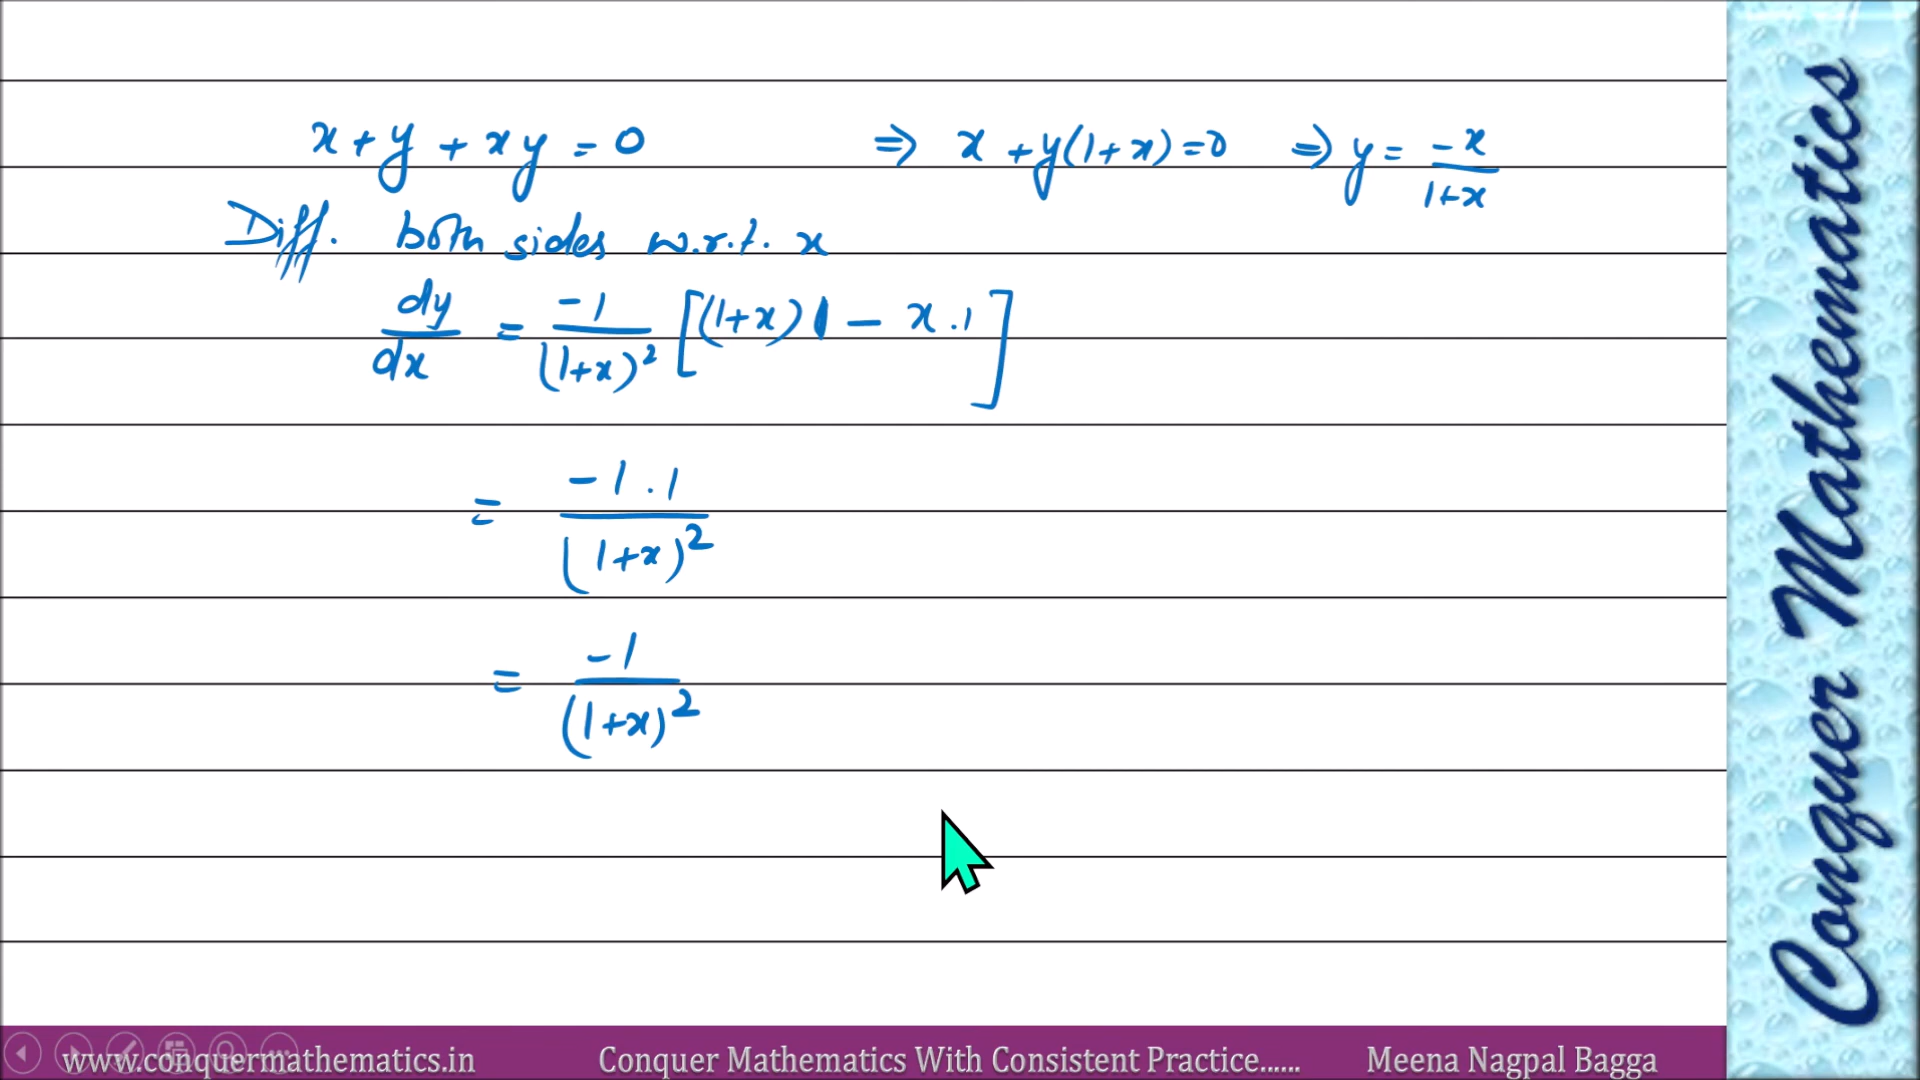 x + y + xy = 0 ⇒ x + y(1+x) = 0 ⇒ y = -x/(1+x)
Diff. both sides w.r.t. x
dy/dx = -1/(1+x)² [(1+x)1 - x.1]
= -1.1/(1+x)²
= -1/(1+x)²
Conquer Mathematics
www.conquermathematics.in Conquer Mathematics With Consistent Practice...... Meena Nagpal Bagga